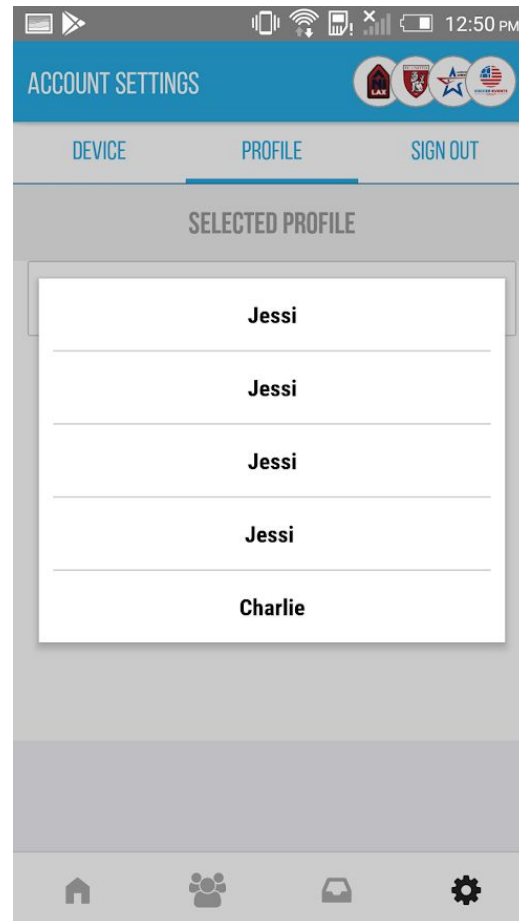 12:50 PM
ACCOUNT SETTINGS
LAX
DEVICE
PROFILE
SIGN OUT
SELECTED PROFILE
Jessi
Jessi
Jessi
Jessi
Charlie